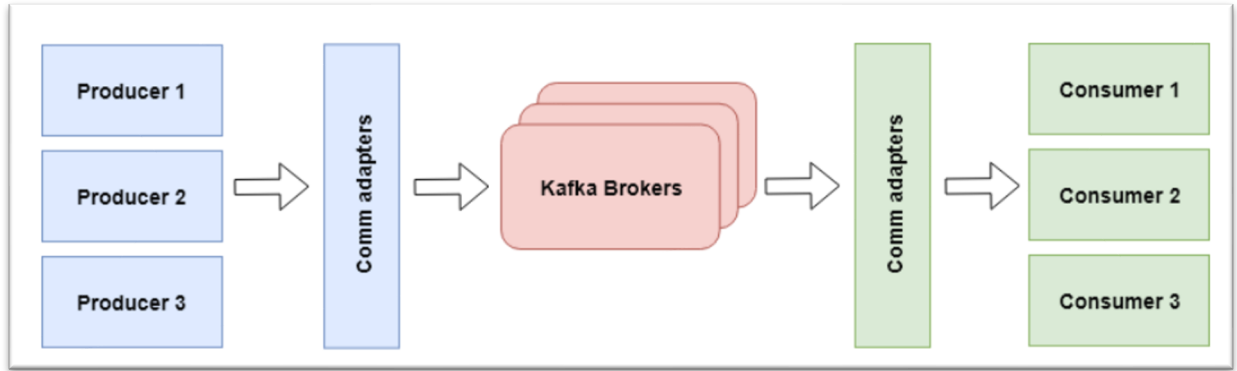 Producer 1
Producer 2
Producer 3
Comm adapters
Kafka Brokers
Comm adapters
Consumer 1
Consumer 2
Consumer 3